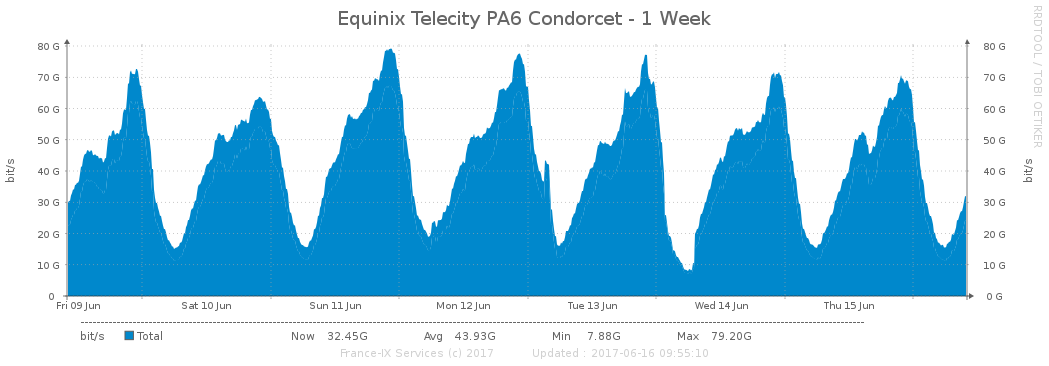 Equinix Telecity PA6 Condorcet - 1 Week
RRDTOOL / TOBI OETIKER
80 G 80 G
70 G 70 G
60 G 60 G
50 G 50 G
40 G 40 G
30 G 30 G
20 G 20 G
10 G 10 G
0 0 G
bit/s
bit/s
Fri 09 Jun Sat 10 Jun Sun 11 Jun Mon 12 Jun Tue 13 Jun Wed 14 Jun Thu 15 Jun
bit/s Total Now 32.45G Avg 43.93G Min 7.88G Max 79.20G
France-IX Services (c) 2017 Updated : 2017-06-16 09:55:10